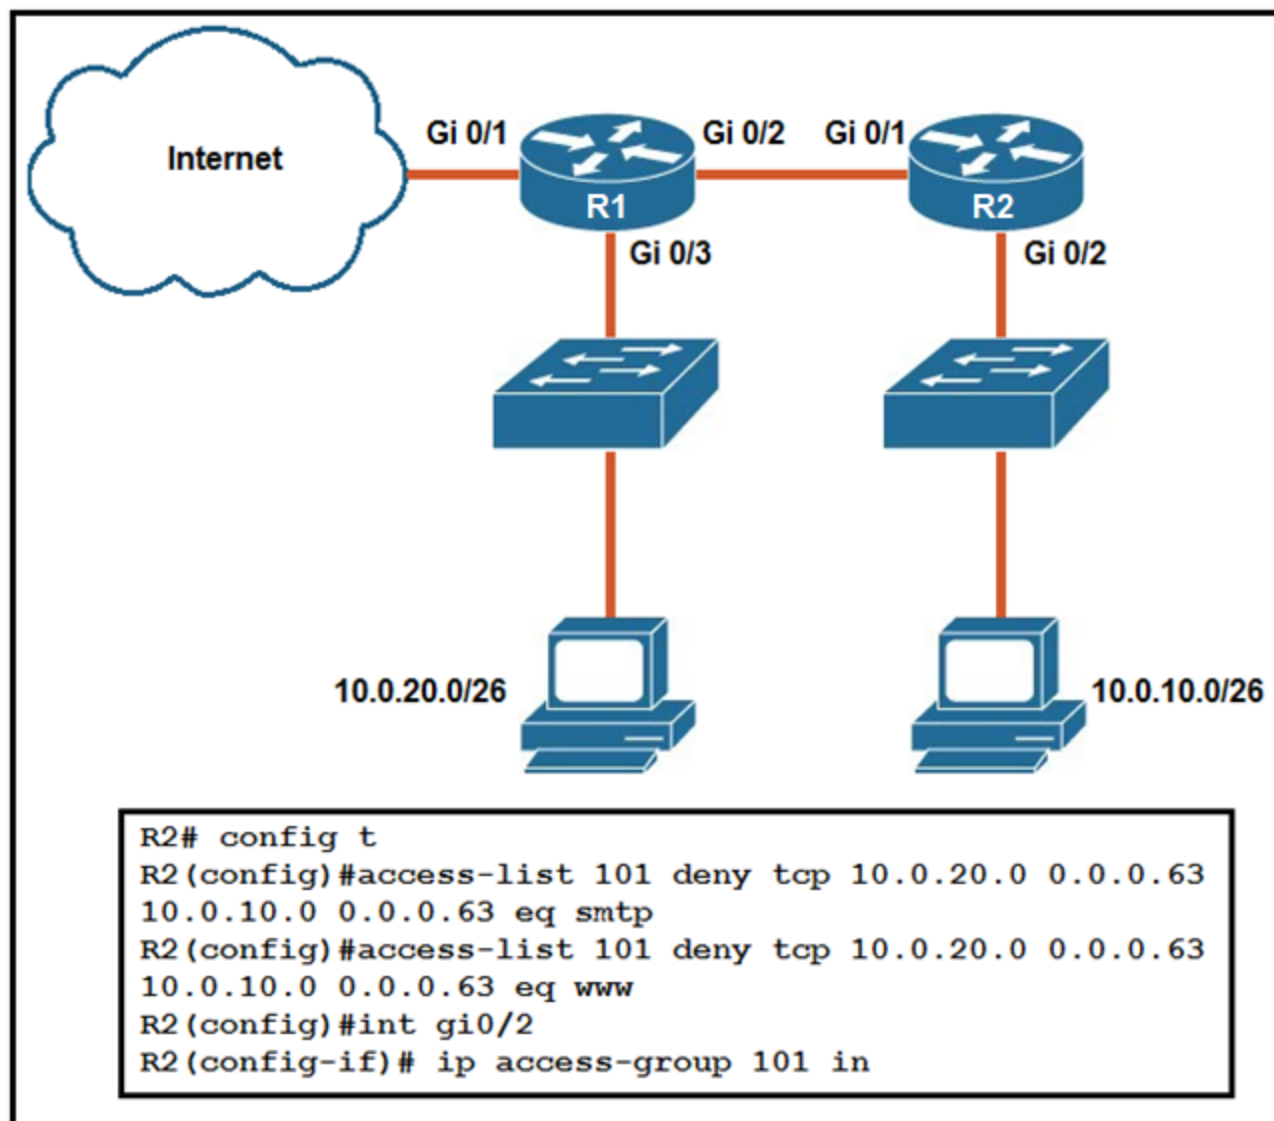 Internet
Gi 0/1
R1
Gi 0/2
Gi 0/1
R2
Gi 0/3
Gi 0/2
10.0.20.0/26
10.0.10.0/26
R2# config t
R2(config)#access-list 101 deny tcp 10.0.20.0 0.0.0.63
10.0.10.0 0.0.0.63 eq smtp
R2(config)#access-list 101 deny tcp 10.0.20.0 0.0.0.63
10.0.10.0 0.0.0.63 eq www
R2(config)#int gi0/2
R2(config-if)# ip access-group 101 in